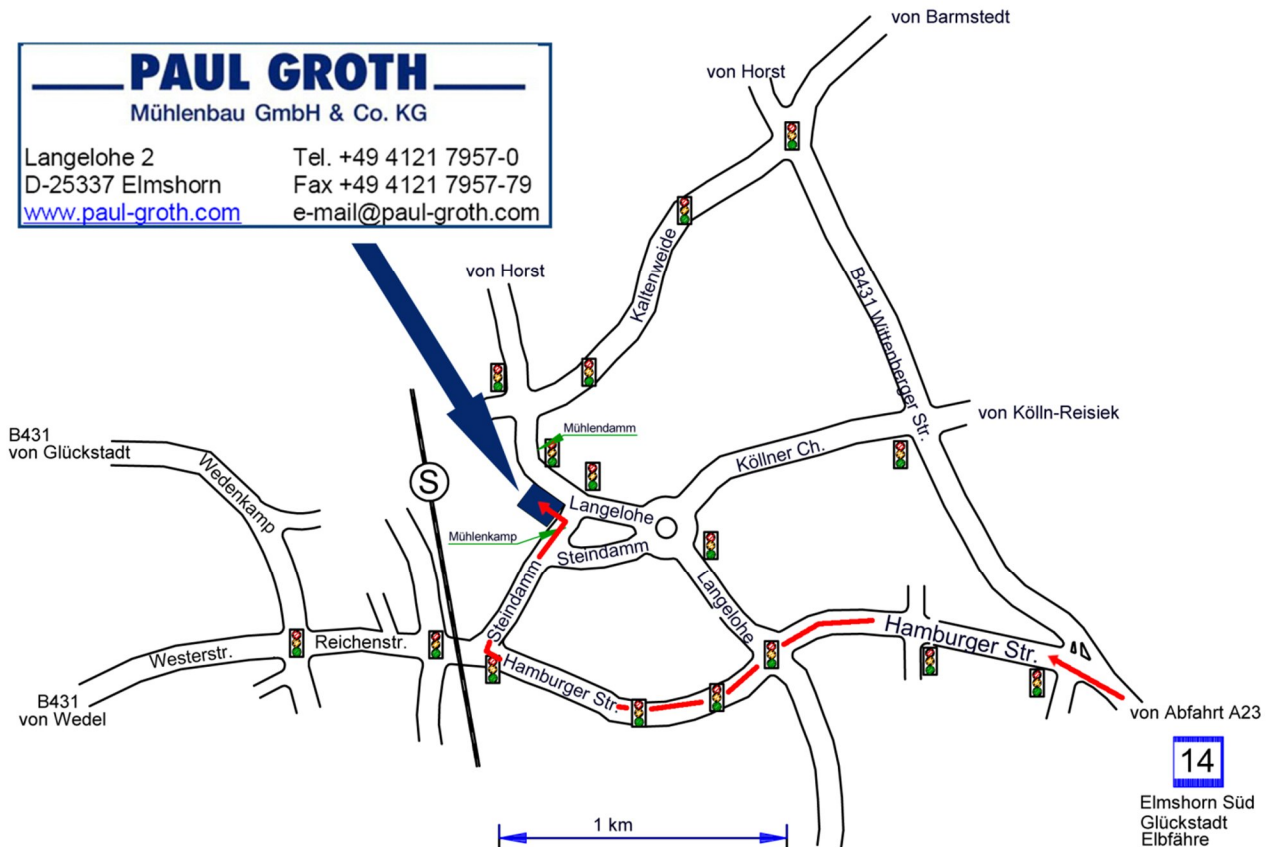 PAUL GROTH
Mühlenbau GmbH & Co. KG
Langelohe 2
Tel. +49 4121 7957-0
D-25337 Elmshorn
Fax +49 4121 7957-79
www.paul-groth.com
e-mail@paul-groth.com
von Barmstedt
von Horst
von Horst
Kaltenweide
B431 Wittenberger Str.
von Kölln-Reisiek
Mühlendamm
Köllner Ch.
B431
von Glückstadt
Wedenkamp
S
Langelohe
Mühlenkamp
Steindamm
Steindamm
Langelohe
Hamburger Str.
Reichenstr.
Westerstr.
Hamburger Str.
B431
von Wedel
von Abfahrt A23
14
Elmshorn Süd
Glückstadt
Elbfähre
1 km